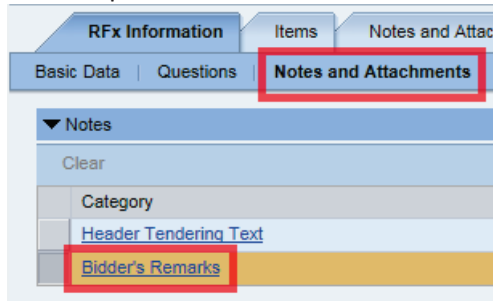 RFx Information Items Notes and Attac
Basic Data | Questions | Notes and Attachments
Notes
Clear
Category
Header Tendering Text
Bidder's Remarks